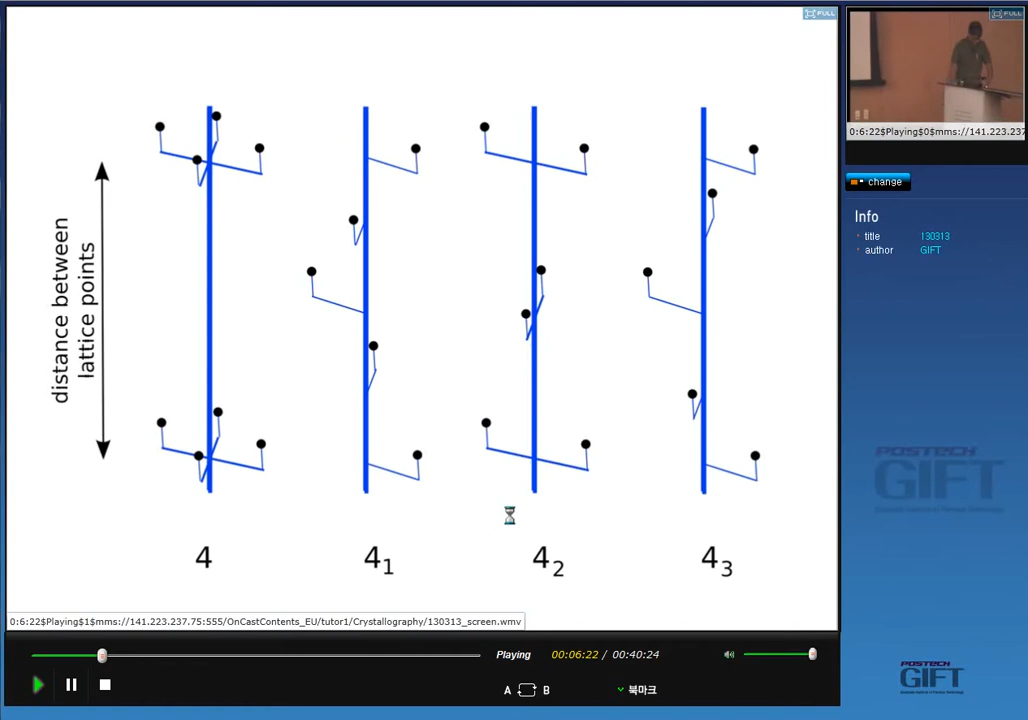 FULL
FULL
distance between
lattice points
4
4₁
4₂
4₃
0:6:22$Playing$1$mms://141.223.237.75:555/OnCastContents_EU/tutor1/Crystallography/130313_screen.wmv
Playing
00:06:22 / 00:40:24
A B
북마크
0:6:22$Playing$0$mms://141.223.237
change
Info
title 130313
author GIFT
POSTECH
GIFT
POSTECH
GIFT